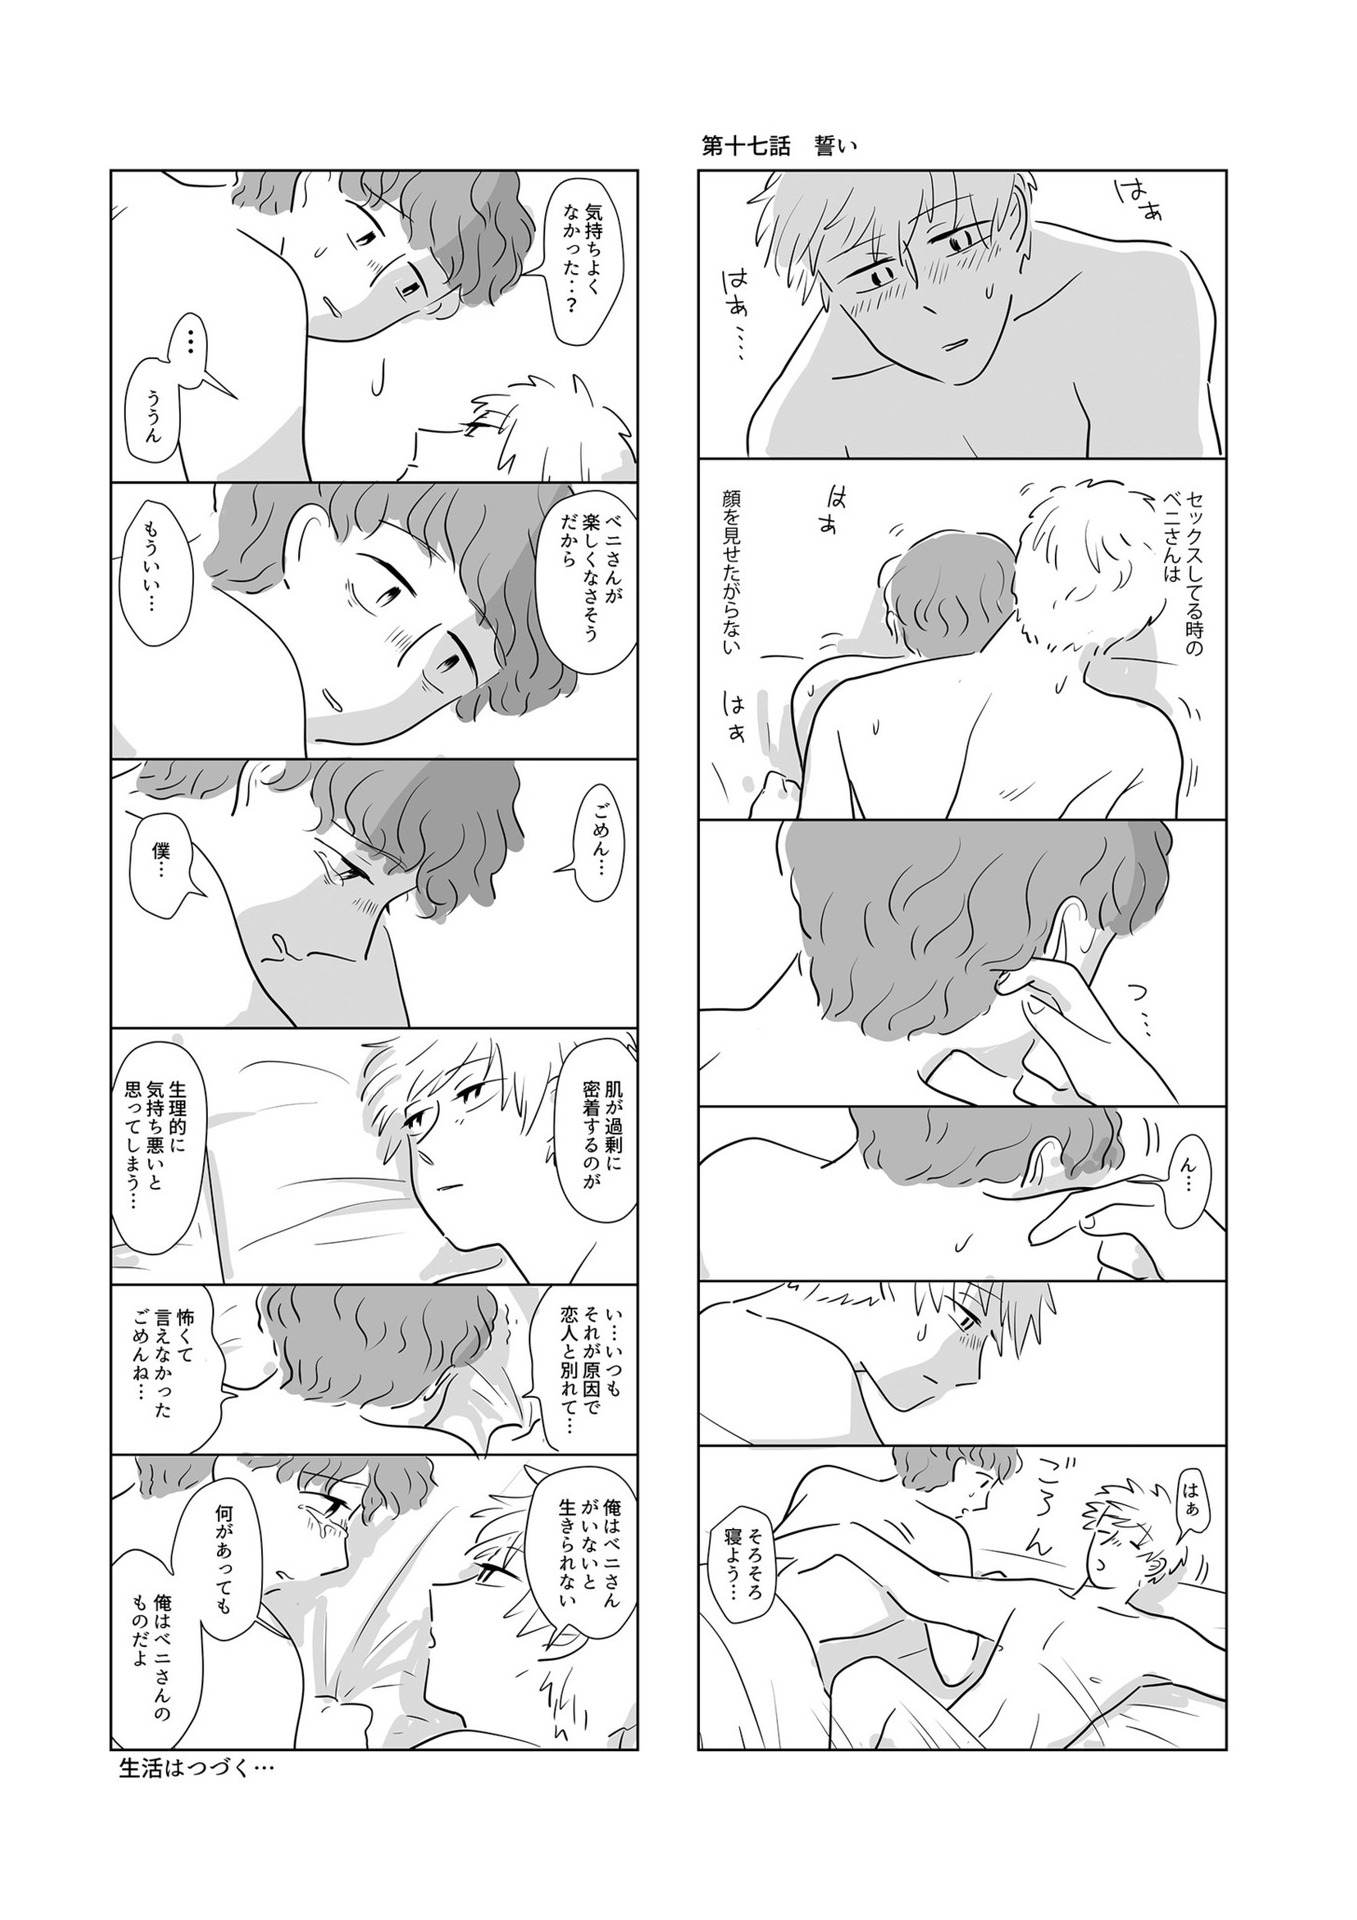 第十七話　誓い
はぁ
はぁ……
セックスしてる時の
ベニさんは
顔を見せたがらない
はぁ
はぁ
っ…
ん…
はぁ
ごろん
そろそろ
寝よう…
気持ちよく
なかった‥？
…
ううん
ベニさんが
楽しくなさそう
だから
もういい…
ごめん…
僕…
肌が過剰に
密着するのが
生理的に
気持ち悪いと
思ってしまう…
い…いつも
それが原因で
恋人と別れて…
怖くて
言えなかった
ごめんね…
俺はベニさん
がいないと
生きられない
何があっても
俺はベニさんの
ものだよ
生活はつづく…